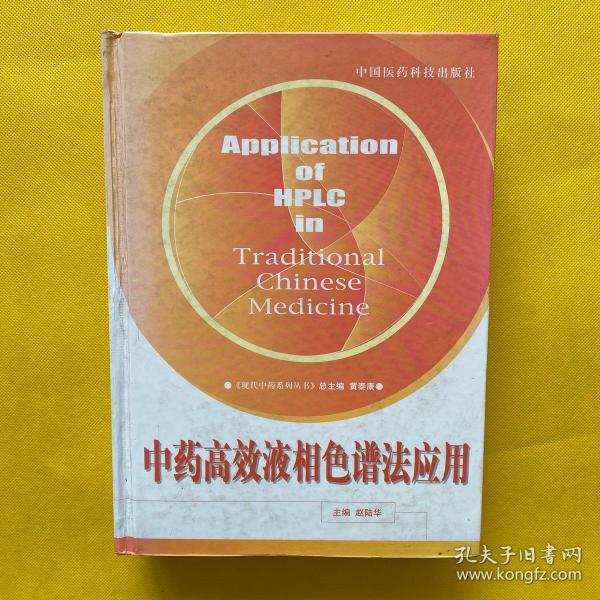 中国医药科技出版社
Application
of
HPLC
in
Traditional
Chinese
Medicine
●《现代中药系列丛书》总主编 黄泰康●
中药高效液相色谱法应用
主编 赵陆华
孔夫子旧书网
www.kongfz.com